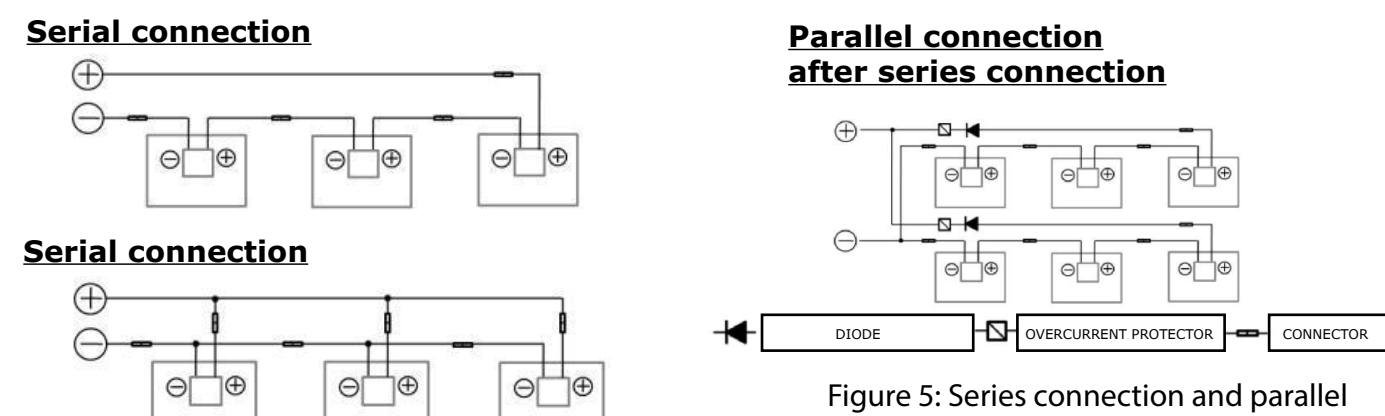 Serial connection
Serial connection
Parallel connection
after series connection
DIODE
OVERCURRENT PROTECTOR
CONNECTOR
Figure 5: Series connection and parallel